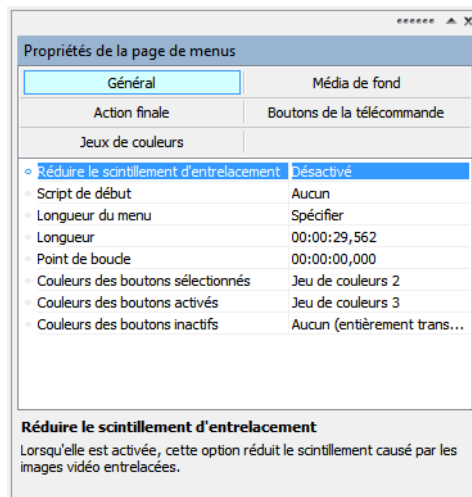 Propriétés de la page de menus
Général Média de fond
Action finale Boutons de la télécommande
Jeux de couleurs
Réduire le scintillement d'entrelacement Désactivé
Script de début Aucun
Longueur du menu Spécifier
Longueur 00:00:29,562
Point de boucle 00:00:00,000
Couleurs des boutons sélectionnés Jeu de couleurs 2
Couleurs des boutons activés Jeu de couleurs 3
Couleurs des boutons inactifs Aucun (entièrement trans...
Réduire le scintillement d'entrelacement
Lorsqu'elle est activée, cette option réduit le scintillement causé par les
images vidéo entrelacées.